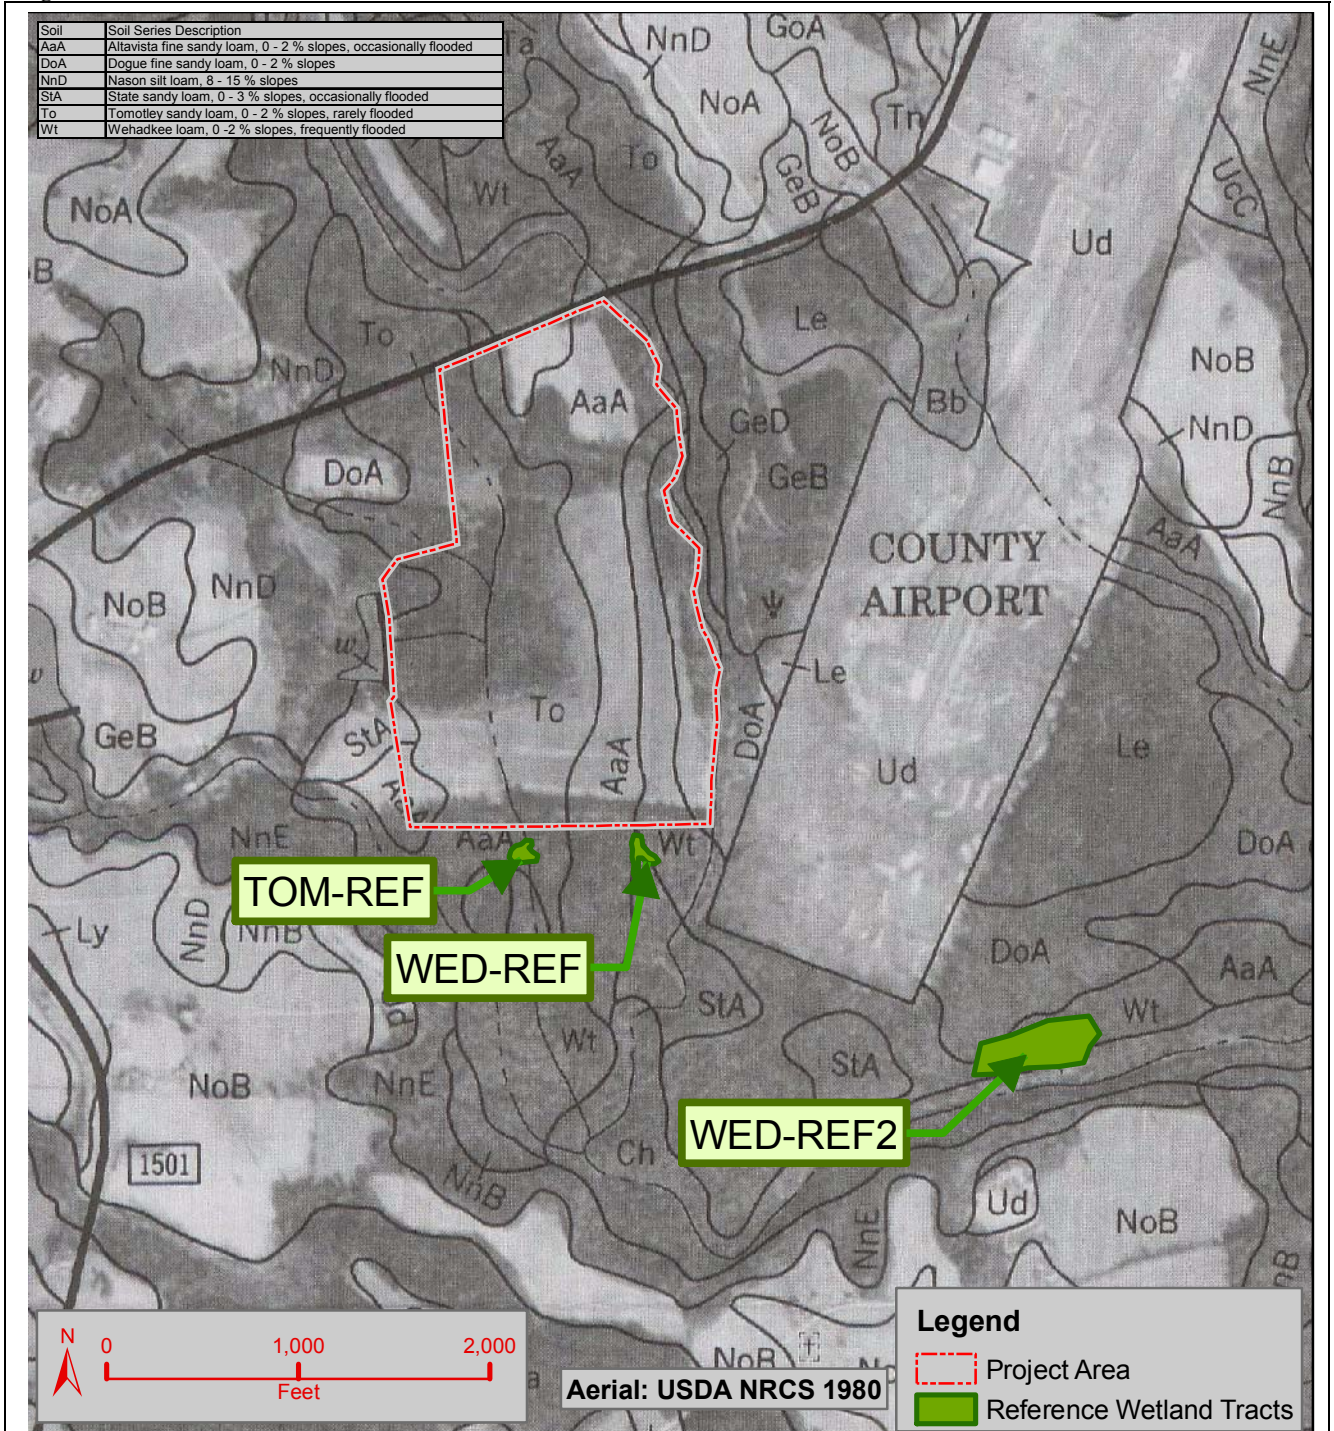 Soil Soil Series Description
AaA Altavista fine sandy loam, 0 - 2 % slopes, occasionally flooded
DoA Dogue fine sandy loam, 0 - 2 % slopes
NnD Nason silt loam, 8 - 15 % slopes
StA State sandy loam, 0 - 3 % slopes, occasionally flooded
To Tomotley sandy loam, 0 - 2 % slopes, rarely flooded
Wt Wehadkee loam, 0 -2 % slopes, frequently flooded
Ta
NnD
GoA
NnE
NoA
NoB
Tn
AaA
To
GeB
UcC
Wt
NoA
Ud
B
Le
To
NnD
NoB
AaA
Bb
GeD
NnD
DoA
GeB
NnB
AaA
COUNTY
AIRPORT
NnD
NoB
w
Le
To
StA
GeB
DoA
AaA
Le
Ud
NnE
AaA
Wt
DoA
TOM-REF
NnD
NnB
Ly
WED-REF
DoA
AaA
StA
Wt
Wt
StA
NoB
NnE
WED-REF2
Ch
1501
NnB
Ud
NoB
NnE
nB
N
0 1,000 2,000
Feet
NoB
Aerial: USDA NRCS 1980
Legend
Project Area
Reference Wetland Tracts